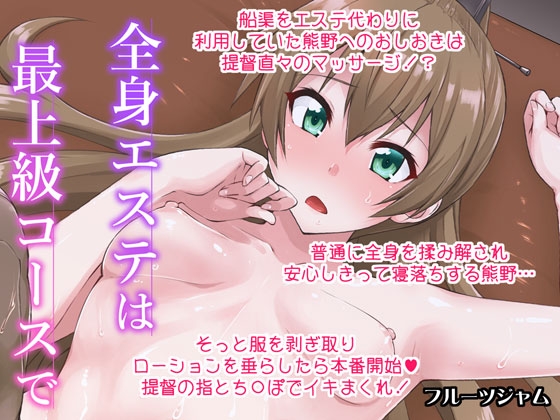 船渠をエステ代わりに
利用していた熊野へのおしおきは
提督直々のマッサージ！？
全身エステは
最上級コースで
普通に全身を揉み解され
安心しきって寝落ちする熊野…
そっと服を剥ぎ取り
ローションを垂らしたら本番開始♥
提督の指とち○ぽでイキまくれ！
フルーツジャム